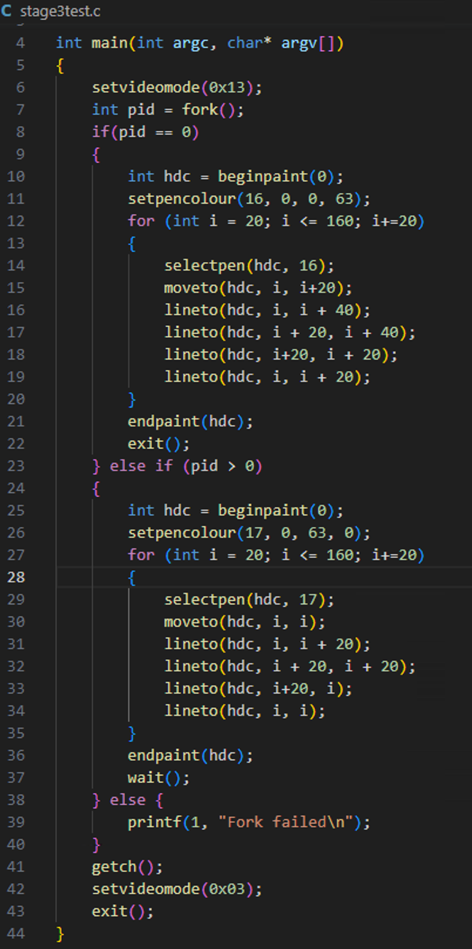 C stage3test.c
4 int main(int argc, char* argv[])
5 {
6     setvideomode(0x13);
7     int pid = fork();
8     if(pid == 0)
9     {
10         int hdc = beginpaint(0);
11         setpencolour(16, 0, 0, 63);
12         for (int i = 20; i <= 160; i+=20)
13         {
14             selectpen(hdc, 16);
15             moveto(hdc, i, i+20);
16             lineto(hdc, i, i + 40);
17             lineto(hdc, i + 20, i + 40);
18             lineto(hdc, i+20, i + 20);
19             lineto(hdc, i, i + 20);
20         }
21         endpaint(hdc);
22         exit();
23     } else if (pid > 0)
24     {
25         int hdc = beginpaint(0);
26         setpencolour(17, 0, 63, 0);
27         for (int i = 20; i <= 160; i+=20)
28         {
29             selectpen(hdc, 17);
30             moveto(hdc, i, i);
31             lineto(hdc, i, i + 20);
32             lineto(hdc, i + 20, i + 20);
33             lineto(hdc, i+20, i);
34             lineto(hdc, i, i);
35         }
36         endpaint(hdc);
37         wait();
38     } else {
39         printf(1, "Fork failed\n");
40     }
41     getch();
42     setvideomode(0x03);
43     exit();
44 }